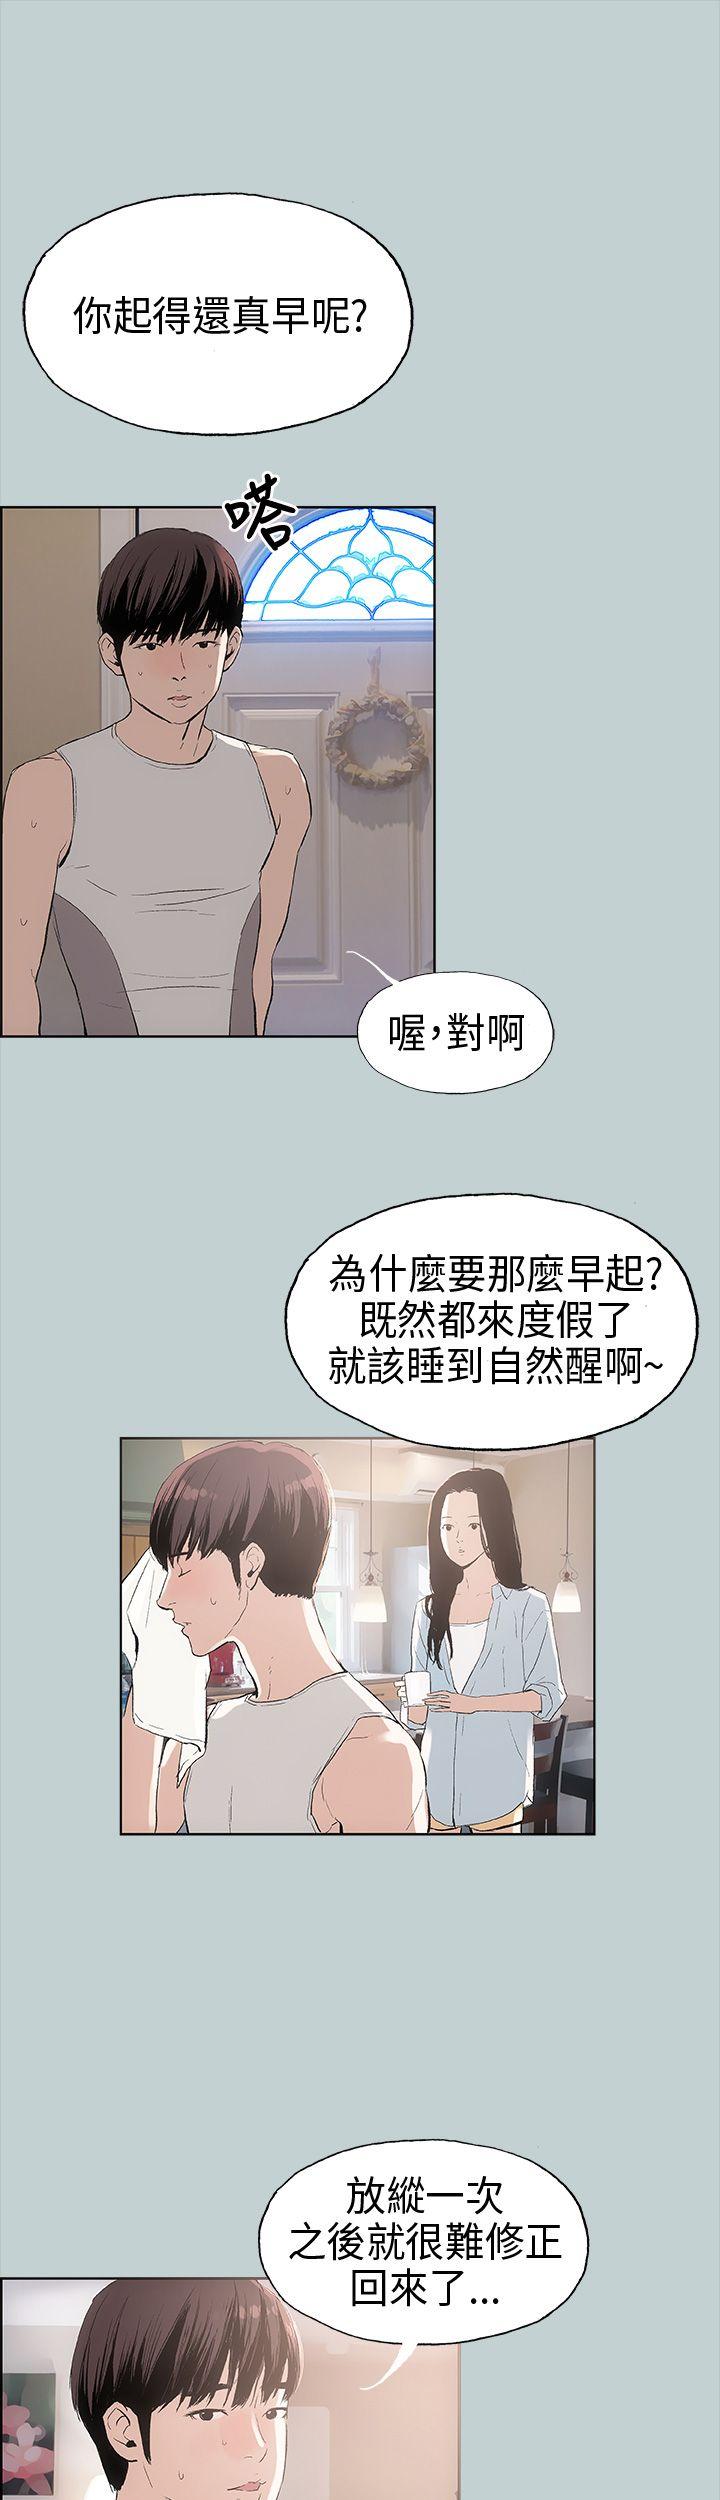 你起得還真早呢?
嗒
喔,對啊
為什麼要那麼早起?
既然都來度假了
就該睡到自然醒啊~
放縱一次
之後就很難修正
回來了...